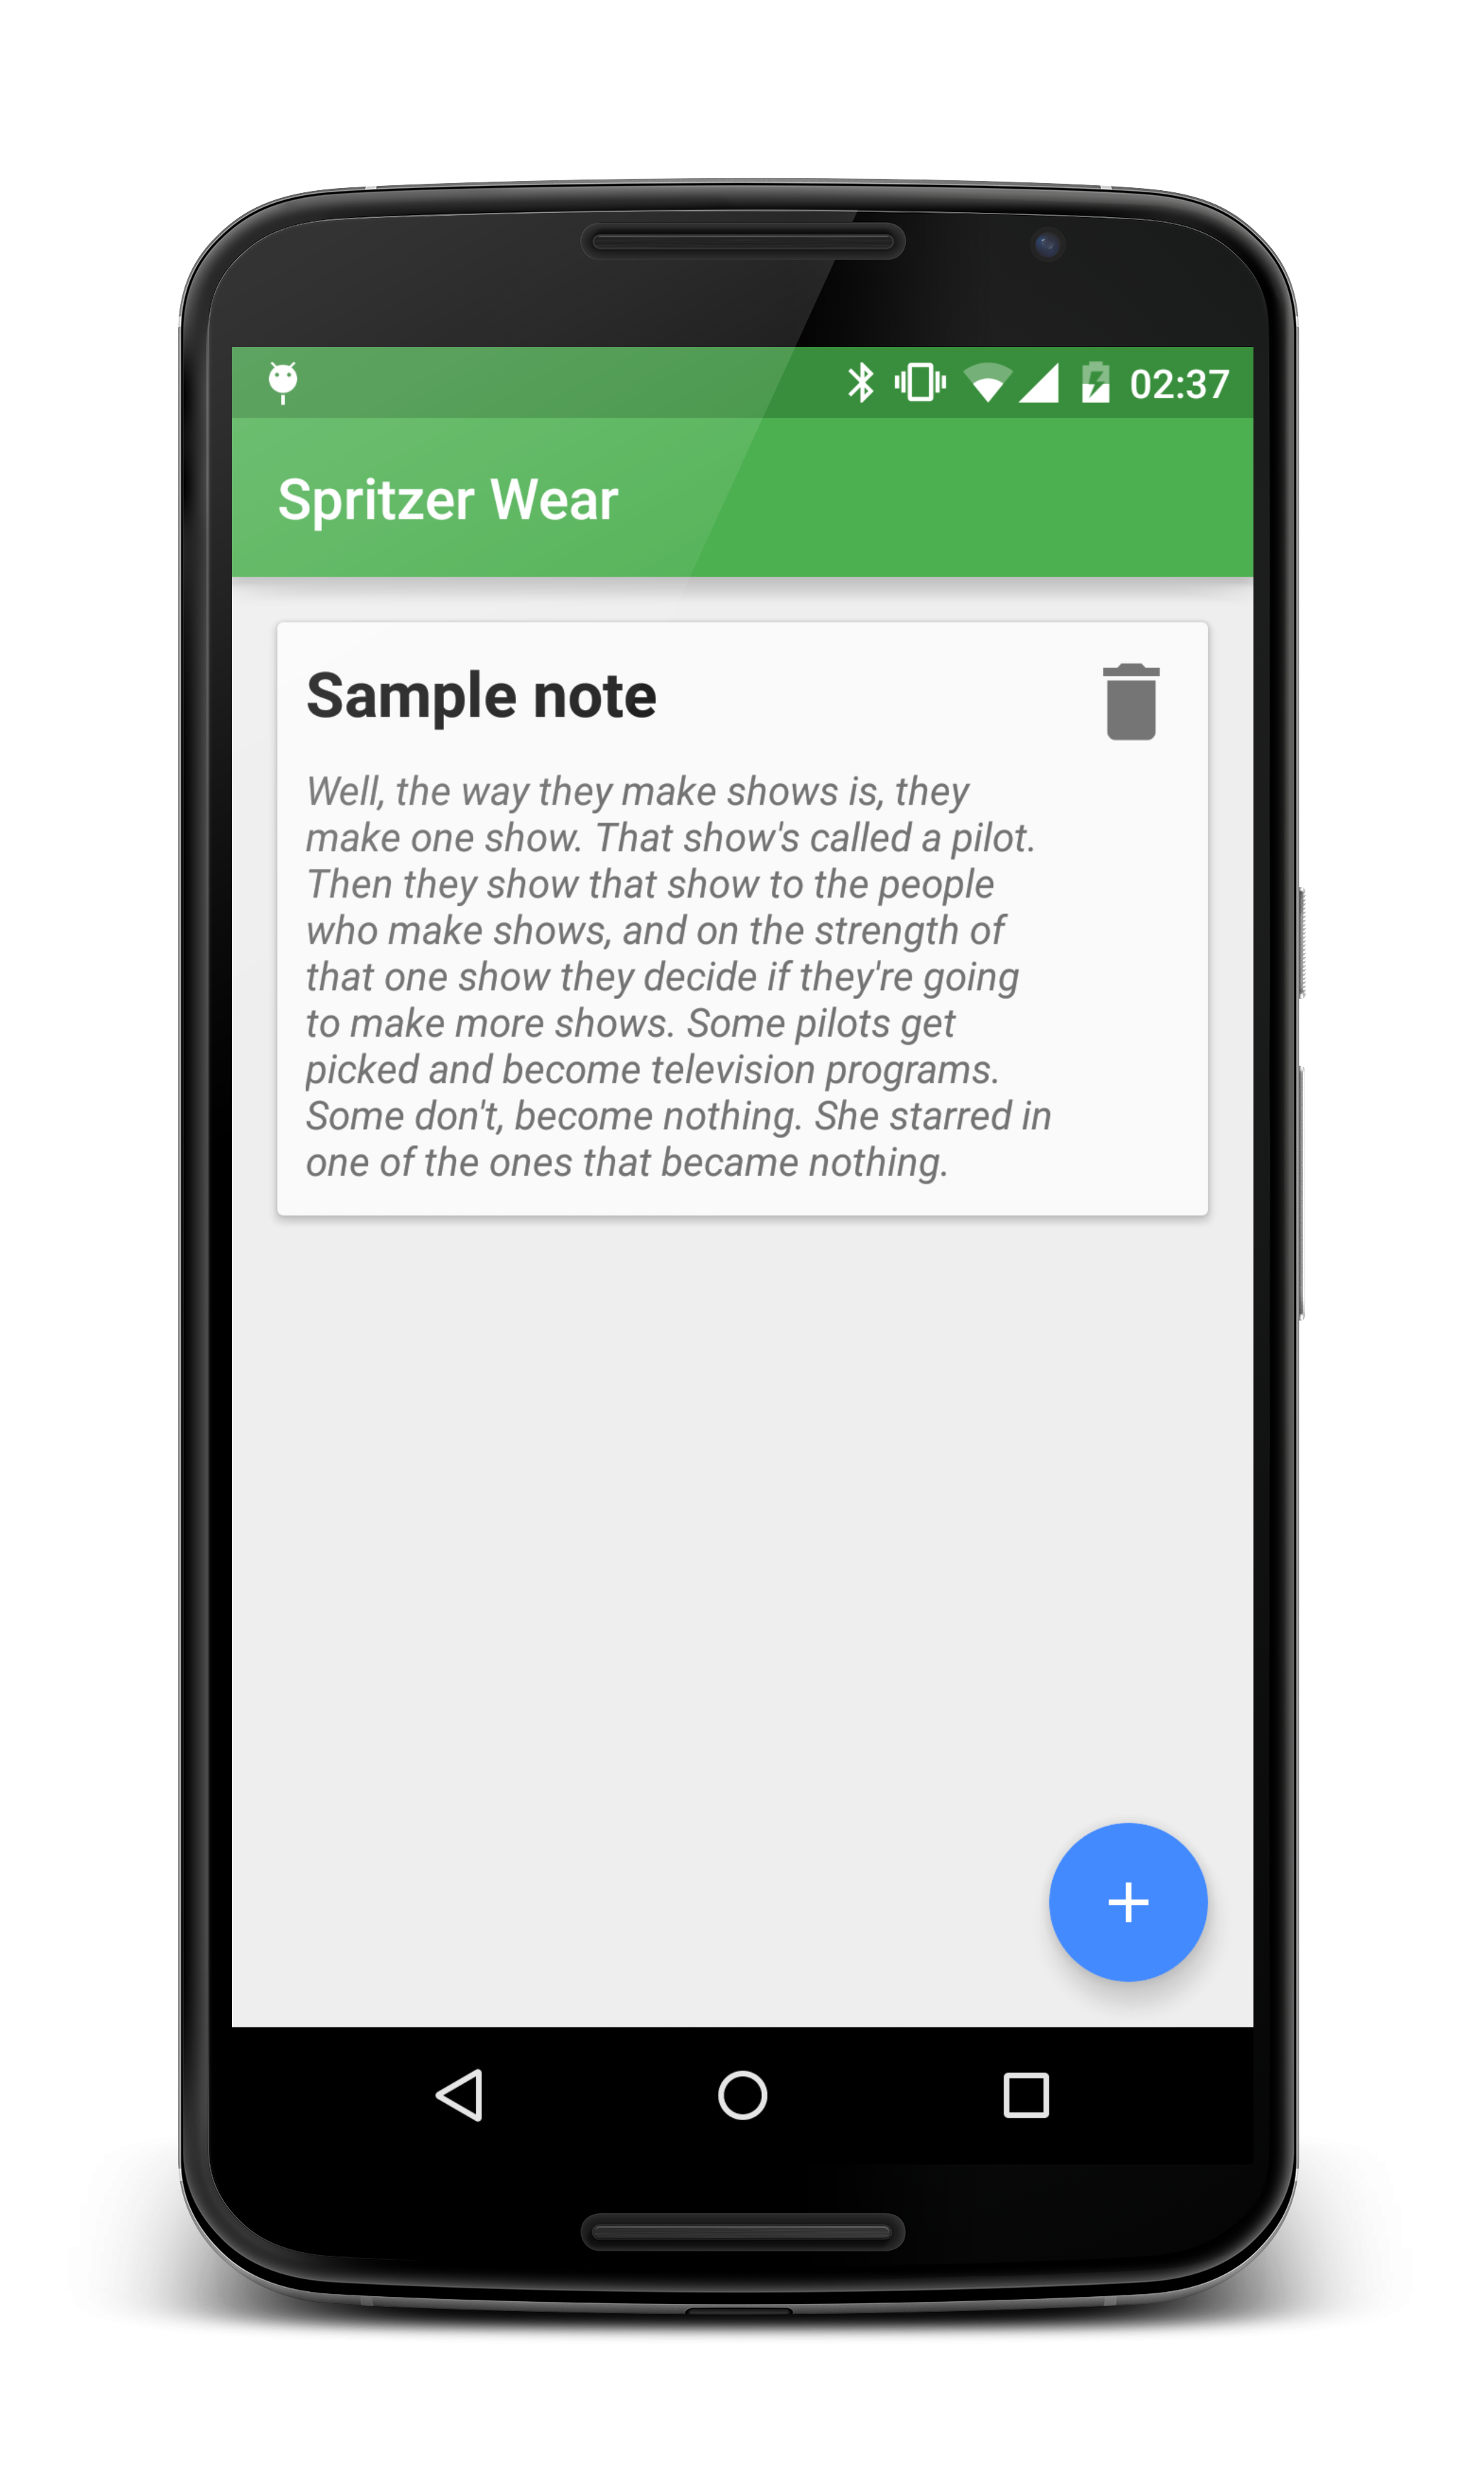 02:37
Spritzer Wear
Sample note
Well, the way they make shows is, they
make one show. That show's called a pilot.
Then they show that show to the people
who make shows, and on the strength of
that one show they decide if they're going
to make more shows. Some pilots get
picked and become television programs.
Some don't, become nothing. She starred in
one of the ones that became nothing.